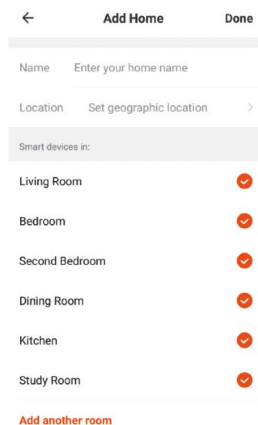 Add Home Done
Name Enter your home name
Location Set geographic location
Smart devices in:
Living Room
Bedroom
Second Bedroom
Dining Room
Kitchen
Study Room
Add another room